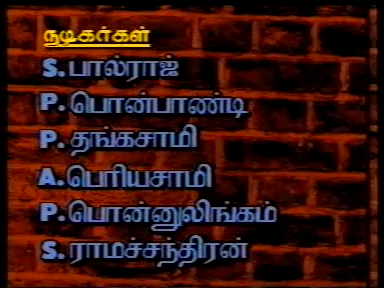 நடிகர்கள்
S. பால்ராஜ்
P. பொன்பாண்டி
P. தங்கசாமி
A. பெரியசாமி
P. பொன்னுலிங்கம்
S. ராமச்சந்திரன்